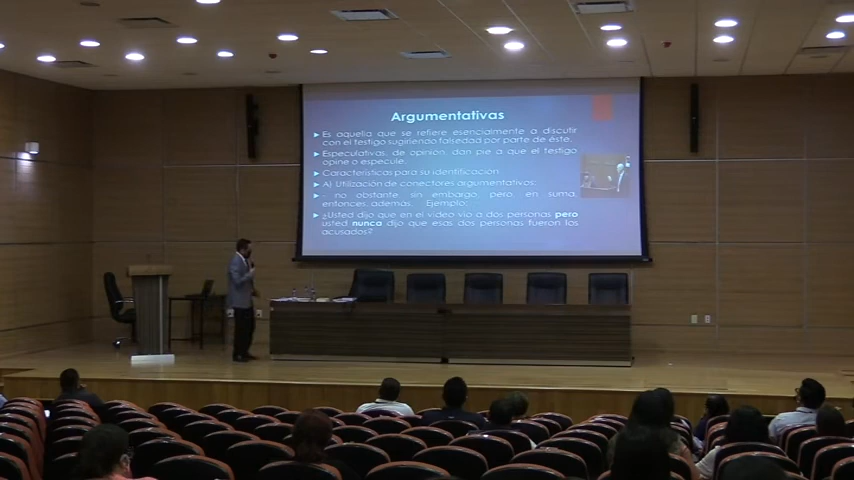 Argumentativas
Es aquella que se refiere esencialmente a discutir
con el testigo sugiriendo falsedad por parte de éste.
Especulativas, de opinión, dan pie a que el testigo
opine o especule.
Características para su identificación
A) Utilización de conectores argumentativos:
- no obstante sin embargo, pero, en suma,
entonces, además. Ejemplo:
¿Usted dijo que en el video vio a dos personas pero
usted nunca dijo que esas dos personas fueron los
acusados?